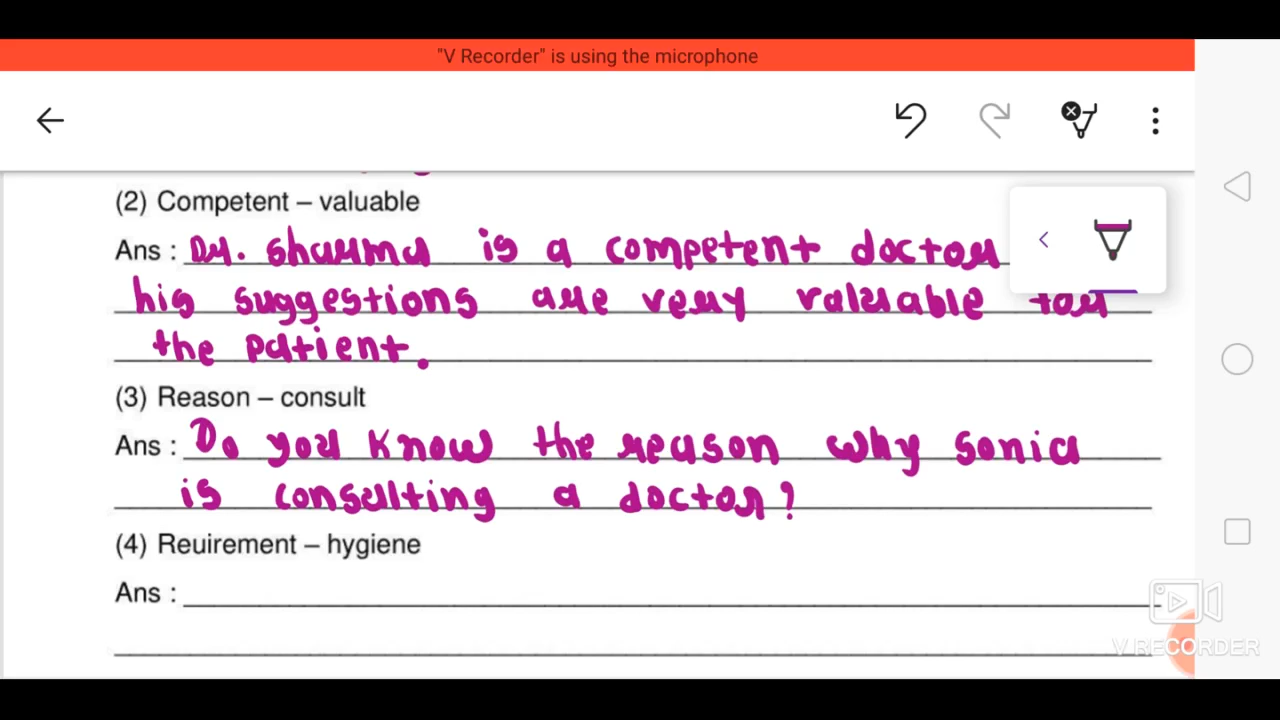 "V Recorder" is using the microphone
(2) Competent – valuable
Ans : Dr. Sharma is a competent doctor
his suggestions are very valuable for
the patient.
(3) Reason – consult
Ans : Do you know the reason why Sonia
is consulting a doctor?
(4) Reuirement – hygiene
Ans :
V RECORDER